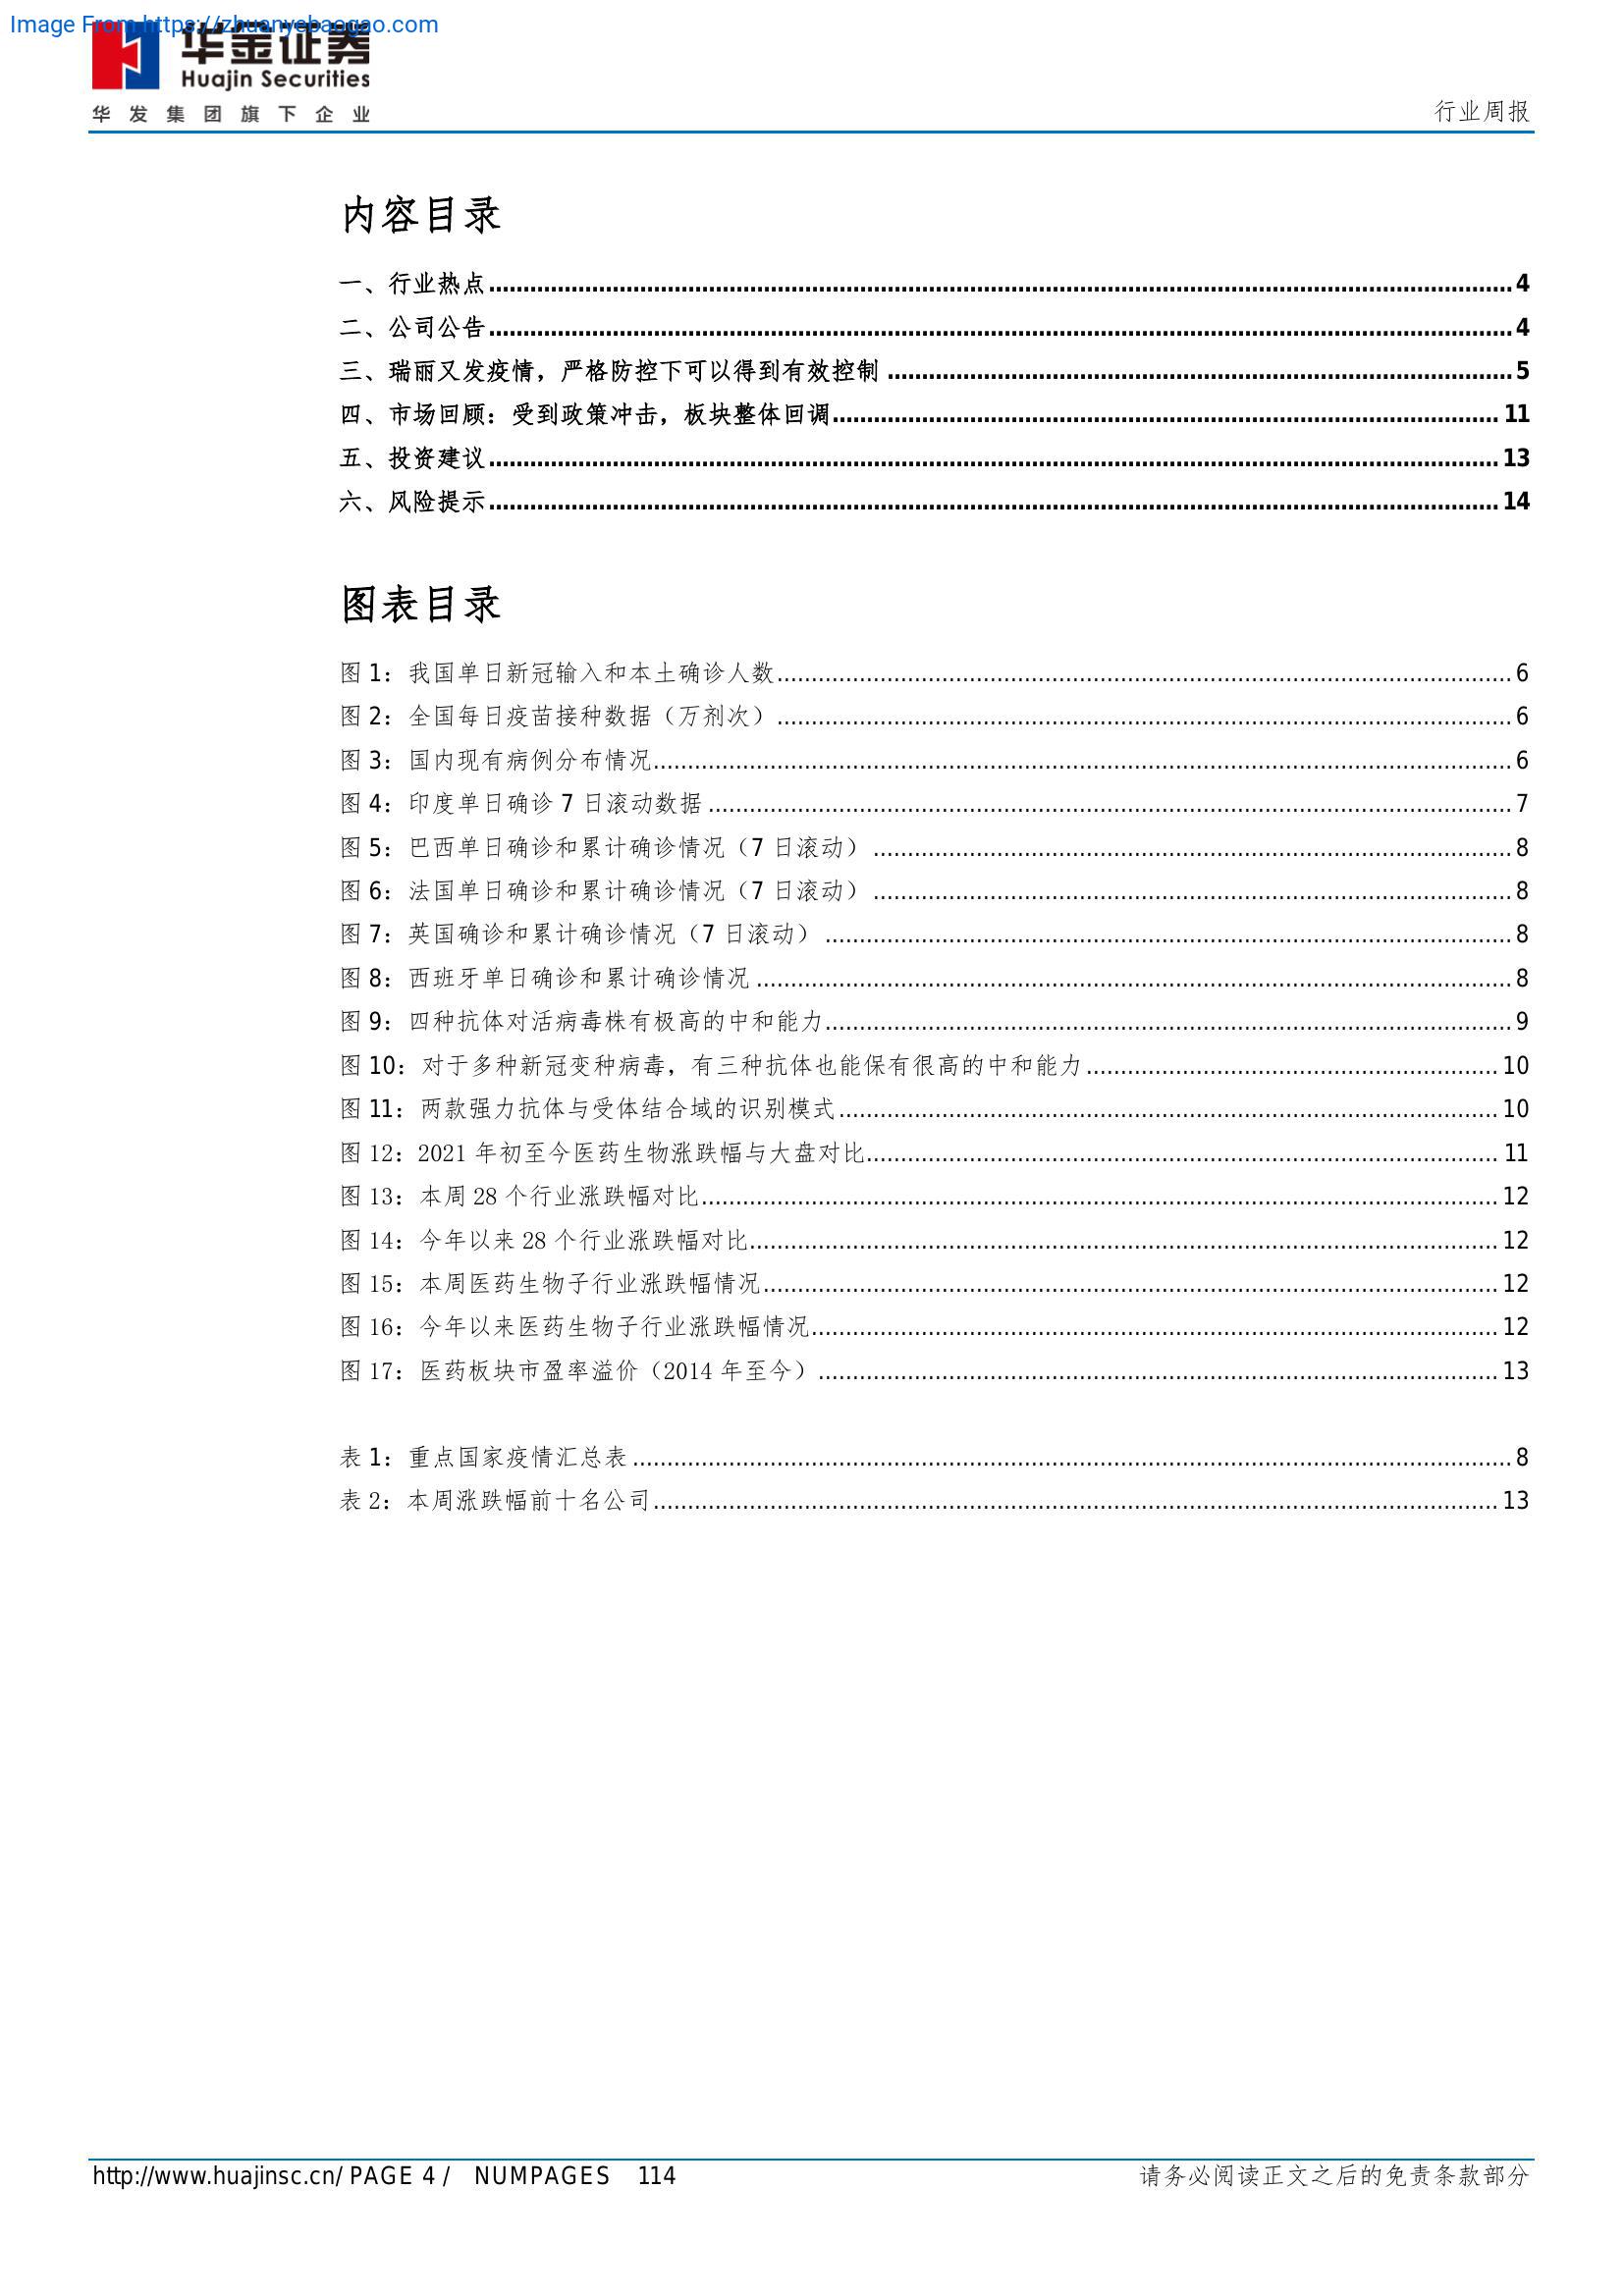 Image From https://zhuanyebaogao.com
华金证券
Huajin Securities
华发集团旗下企业
行业周报
内容目录
一、行业热点 4
二、公司公告 4
三、瑞丽又发疫情，严格防控下可以得到有效控制 5
四、市场回顾：受到政策冲击，板块整体回调 11
五、投资建议 13
六、风险提示 14
图表目录
图 1：我国单日新冠输入和本土确诊人数 6
图 2：全国每日疫苗接种数据（万剂次） 6
图 3：国内现有病例分布情况 6
图 4：印度单日确诊 7 日滚动数据 7
图 5：巴西单日确诊和累计确诊情况（7 日滚动） 8
图 6：法国单日确诊和累计确诊情况（7 日滚动） 8
图 7：英国确诊和累计确诊情况（7 日滚动） 8
图 8：西班牙单日确诊和累计确诊情况 8
图 9：四种抗体对活病毒株有极高的中和能力 9
图 10：对于多种新冠变种病毒，有三种抗体也能保有很高的中和能力 10
图 11：两款强力抗体与受体结合域的识别模式 10
图 12：2021 年初至今医药生物涨跌幅与大盘对比 11
图 13：本周 28 个行业涨跌幅对比 12
图 14：今年以来 28 个行业涨跌幅对比 12
图 15：本周医药生物子行业涨跌幅情况 12
图 16：今年以来医药生物子行业涨跌幅情况 12
图 17：医药板块市盈率溢价（2014 年至今） 13
表 1：重点国家疫情汇总表 8
表 2：本周涨跌幅前十名公司 13
http://www.huajinsc.cn/ PAGE 4 / NUMPAGES 114
请务必阅读正文之后的免责条款部分